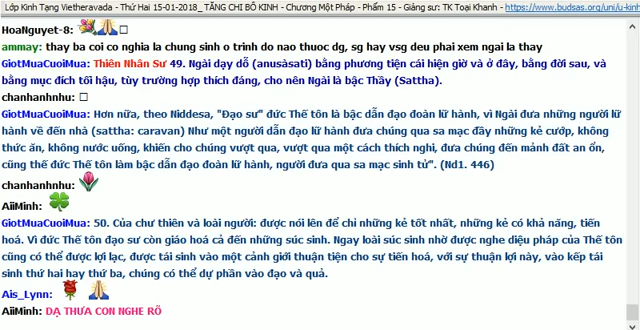 Lớp Kinh Tạng Vietheravada - Thứ Hai 15-01-2018_ TĂNG CHI BỘ KINH - Chương Một Pháp - Phẩm 15 - Giảng sư: TK Toại Khanh - https://www.budsas.org/uni/u-kinh
HoaNguyet-8:
ammay: thay ba coi co nghia la chung sinh o trinh do nao thuoc dg, sg hay vsg deu phai xem ngai la thay
GiotMuaCuoiMua: Thiên Nhân Sư 49. Ngài dạy dỗ (anusàsati) bằng phương tiện cái hiện giờ và ở đây, bằng đời sau, và
bằng mục đích tối hậu, tùy trường hợp thích đáng, cho nên Ngài là bậc Thầy (Sattha).
chanhanhnhu:
GiotMuaCuoiMua: Hơn nữa, theo Niddesa, "Đạo sư" đức Thế tôn là bậc dẫn đạo đoàn lữ hành, vì Ngài đưa những người lữ
hành về đến nhà (sattha: caravan) Như một người dẫn đạo lữ hành đưa chúng qua sa mạc đầy những kẻ cướp, không
thức ăn, không nước uống, khiến cho chúng vượt qua, vượt qua một cách thích nghi, đưa chúng đến mảnh đất an ổn,
cũng thế đức Thế tôn làm bậc dẫn đạo đoàn lữ hành, người đưa qua sa mạc sinh tử". (Nd1. 446)
chanhanhnhu:
AiiMinh:
GiotMuaCuoiMua: 50. Của chư thiên và loài người: được nói lên để chỉ những kẻ tốt nhất, những kẻ có khả năng, tiến
hoá. Vì đức Thế tôn đạo sư còn giáo hoá cả đến những súc sinh. Ngay loài súc sinh nhờ được nghe diệu pháp của Thế tôn
cũng có thể được lợi lạc, được tái sinh vào một cảnh giới thuận tiện cho sự tiến hoá, với sự thuận lợi này, vào kếp tái
sinh thứ hai hay thứ ba, chúng có thể dự phần vào đạo và quả.
Ais_Lynn:
AiiMinh: DẠ THƯA CON NGHE RÕ